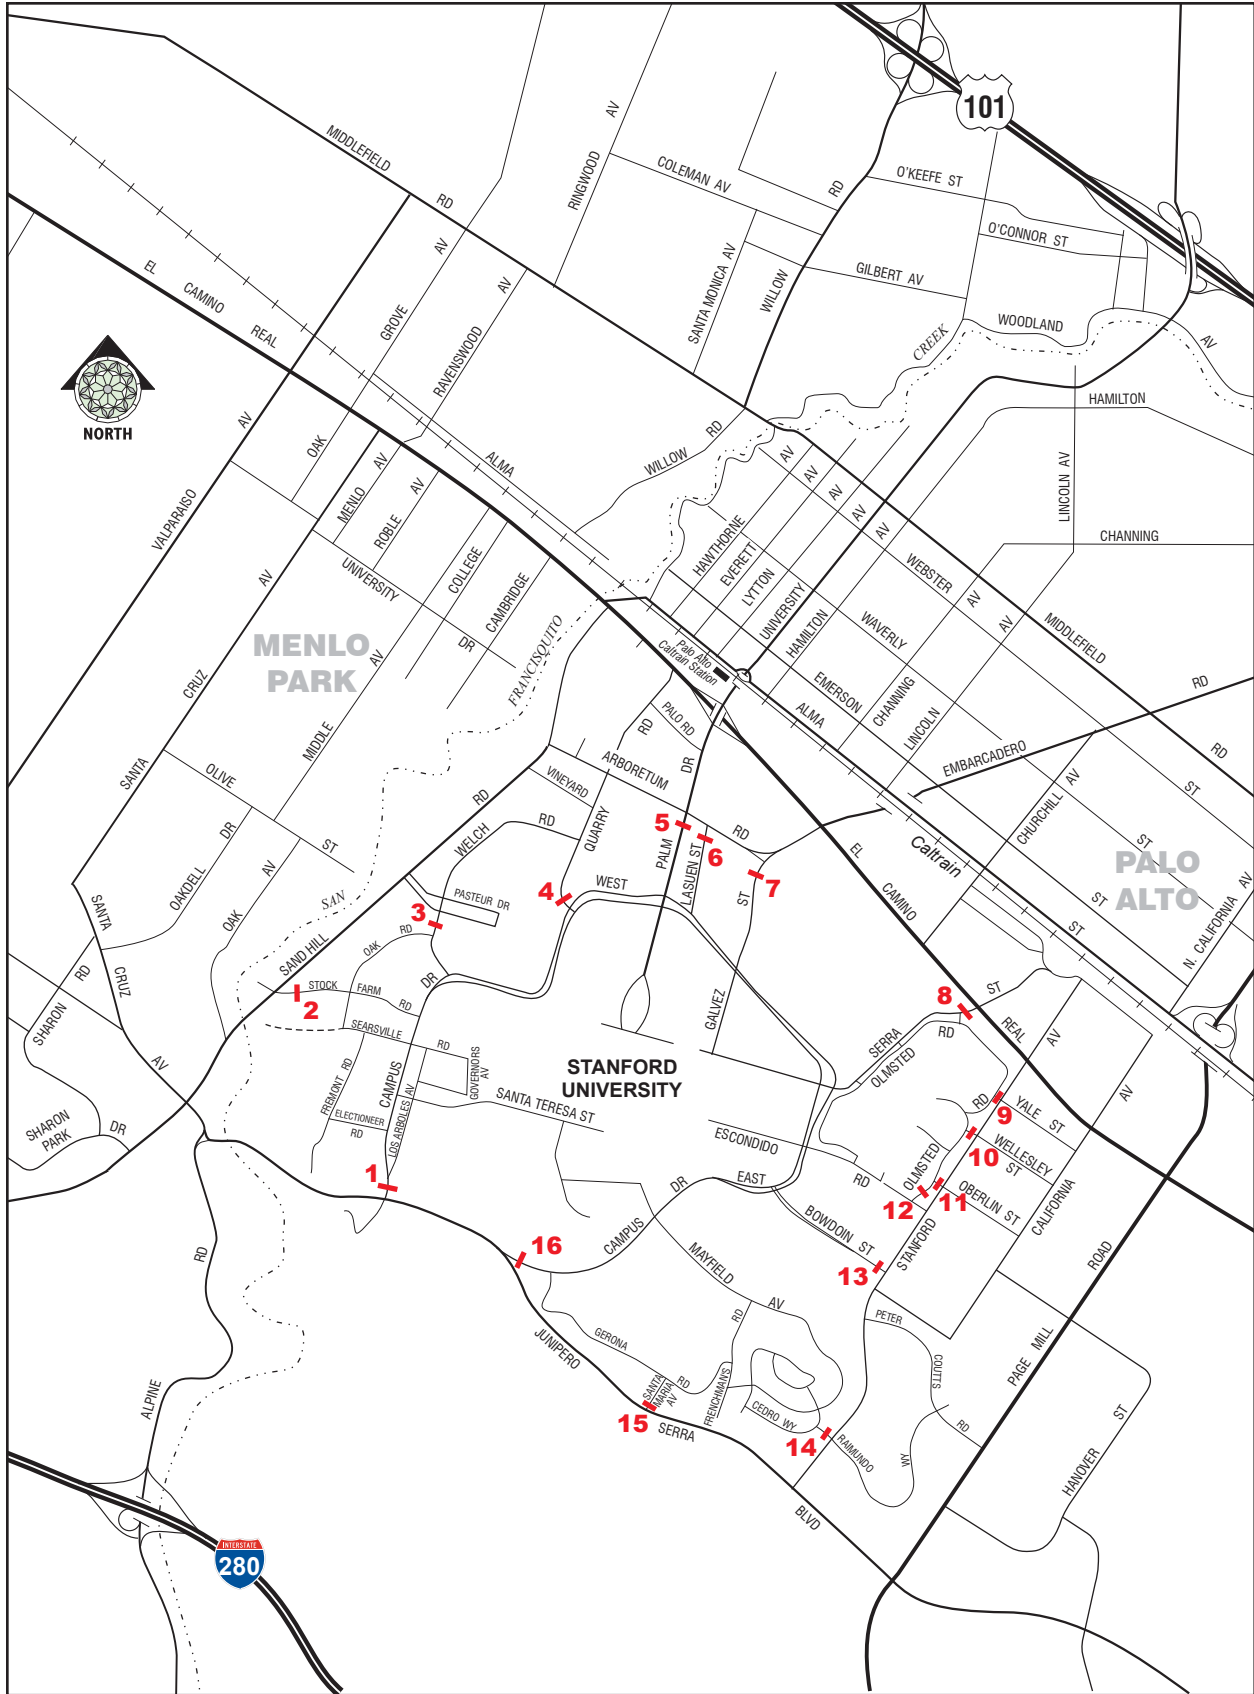 101
MIDDLEFIELD
RD
RINGWOOD
AV
COLEMAN AV
RD
O'KEEFE ST
O'CONNOR ST
EL
CAMINO
REAL
GROVE
AV
RAVENSWOOD
AV
SANTA MONICA AV
WILLOW
GILBERT AV
WOODLAND
AV
CREEK
NORTH
HAMILTON
AV
OAK
ALMA
WILLOW
RD
VALPARAISO
MENLO
AV
ROBLE
AV
LINCOLN AV
CHANNING
UNIVERSITY
DR
COLLEGE
CAMBRIDGE
AV
HAWTHORNE
AV
EVERETT
AV
LYTTON
AV
UNIVERSITY
AV
HAMILTON
AV
WEBSTER
AV
MIDDLEFIELD
WAVERLY
AV
MENLO
PARK
AV
FRANCISQUITO
Palo Alto
Caltrain Station
EMERSON
ALMA
CHANNING
LINCOLN
RD
EMBARCADERO
RD
CRUZ
MIDDLE
SANTA
OLIVE
ST
PALO RD
RD
DR
ARBORETUM
RD
VINEYARD
QUARRY
ST
RD
WELCH
RD
5
6
PALM
LASUEN ST
CHURCHILL AV
ST
Caltrain
PALO
ALTO
EL
CAMINO
ST
OAKDELL
DR
OAK
AV
SAN
4
WEST
7
ST
N. CALIFORNIA AV
SANTA
CRUZ
PASTEUR DR
3
OAK
RD
SAND HILL
DR
ST
SHARON
RD
AV
2
STOCK
FARM
RD
SEARSVILLE
RD
GALVEZ
8
ST
REAL
SERRA
OLMSTED
RD
AV
STANFORD
UNIVERSITY
FREMONT RD
CAMPUS
GOVERNORS
AV
SANTA TERESA ST
ELECTIONEER
RD
LOS ARBOLES AV
SHARON
PARK
DR
ESCONDIDO
RD
RD
9
YALE ST
AV
10
WELLESLEY
ST
OLMSTED
11
OBERLIN ST
12
CALIFORNIA
1
EAST
DR
CAMPUS
BOWDOIN ST
STANFORD
13
RD
16
MAYFIELD
AV
ROAD
PETER
COUTTS
RD
PAGE MILL
JUNIPERO
GERONA
RD
RD
ALPINE
SANTA
MARIA
AV
FRENCHMAN'S
CEDRO WY
15
SERRA
14
RAIMUNDO
WY
ST
HANOVER
BLVD
INTERSTATE
280